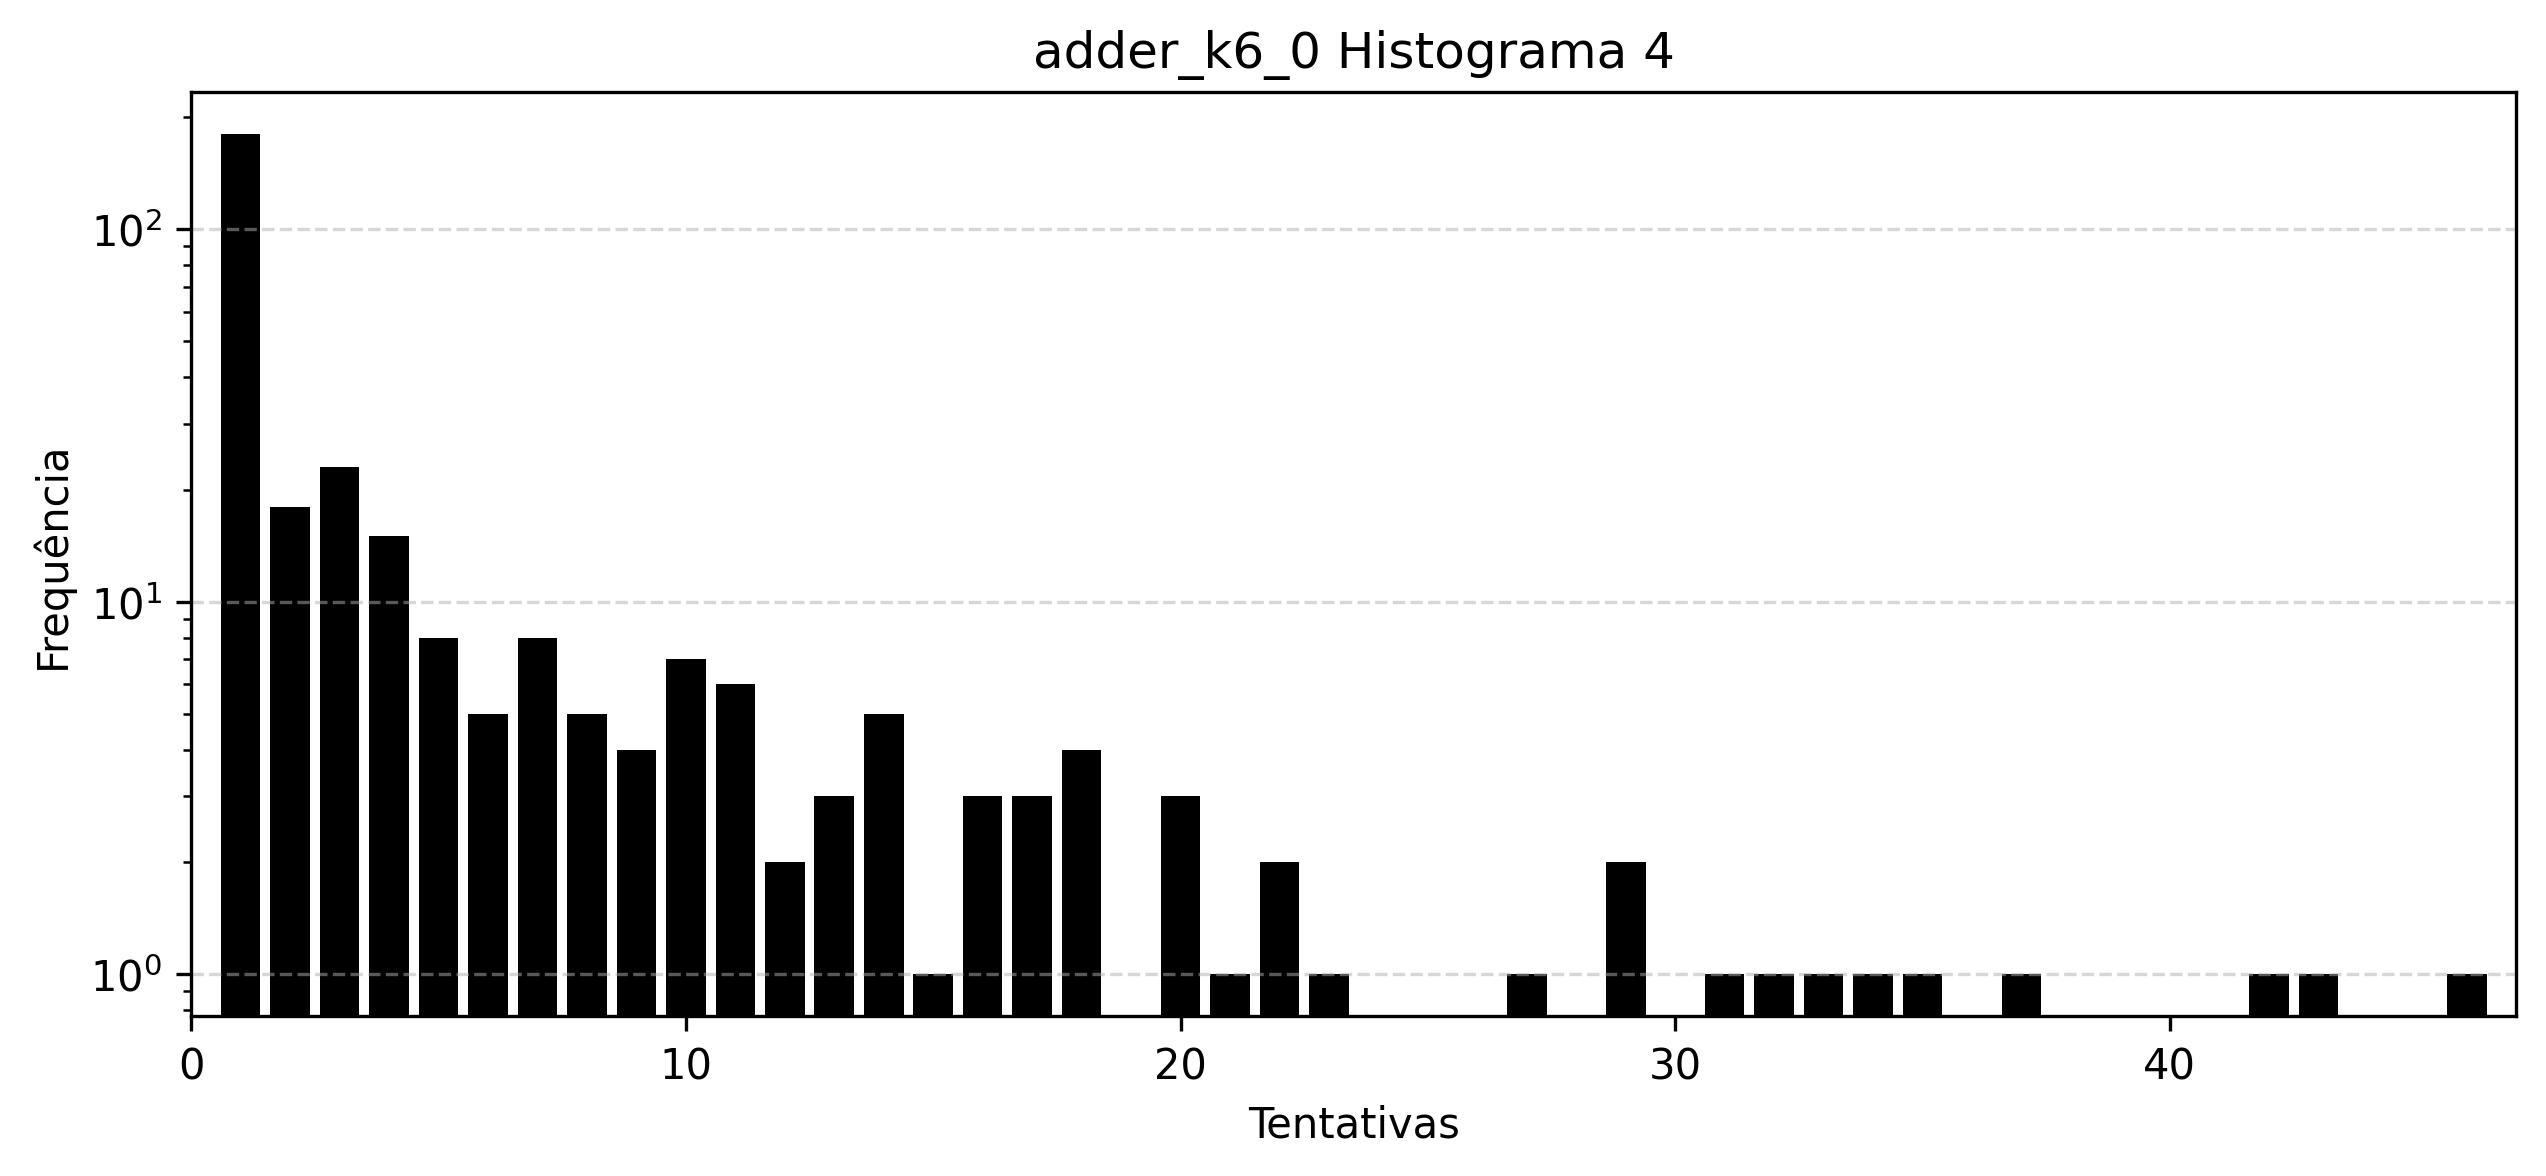 adder_k6_0 Histograma 4
Frequência
10²
10¹
10⁰
0 10 20 30 40
Tentativas